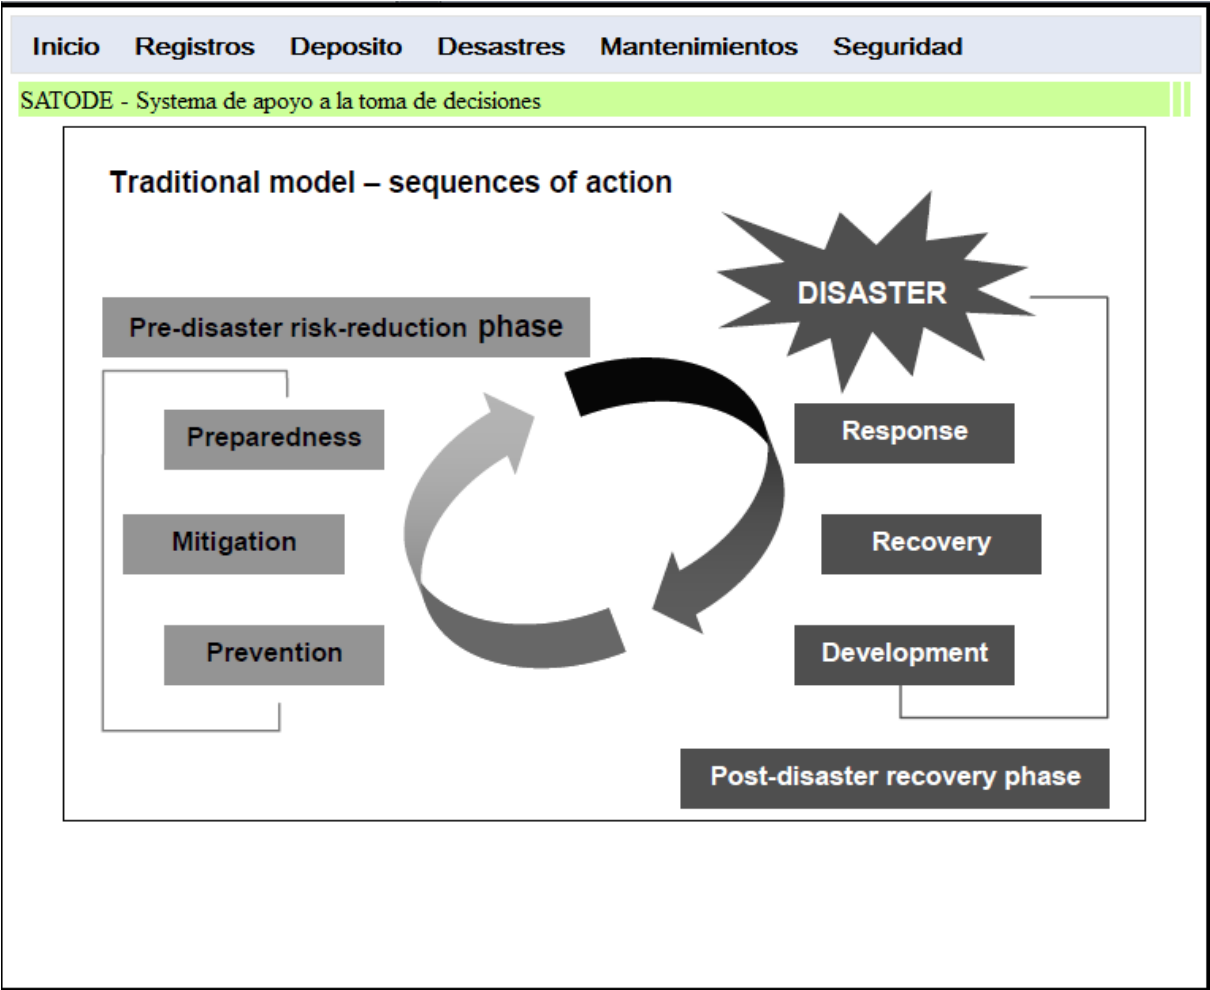 Inicio Registros Deposito Desastres Mantenimientos Seguridad
SATODE - Systema de apoyo a la toma de decisiones
Traditional model – sequences of action
DISASTER
Pre-disaster risk-reduction phase
Preparedness
Mitigation
Prevention
Response
Recovery
Development
Post-disaster recovery phase